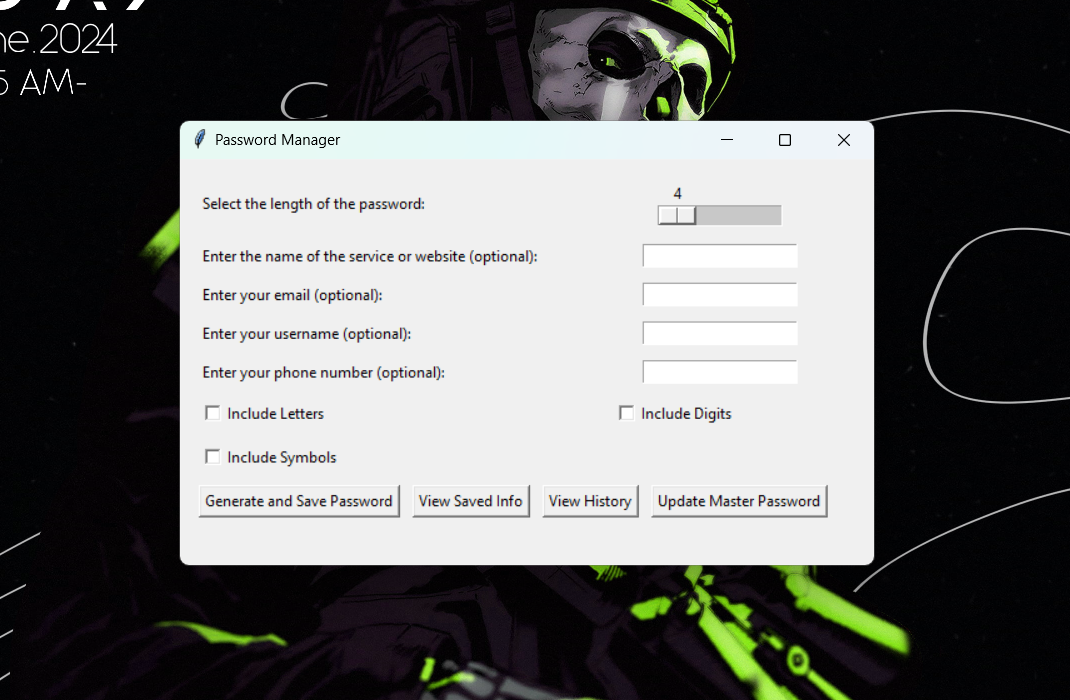 ne.2024
5 AM-
Password Manager
Select the length of the password:
4
Enter the name of the service or website (optional):
Enter your email (optional):
Enter your username (optional):
Enter your phone number (optional):
Include Letters
Include Digits
Include Symbols
Generate and Save Password
View Saved Info
View History
Update Master Password